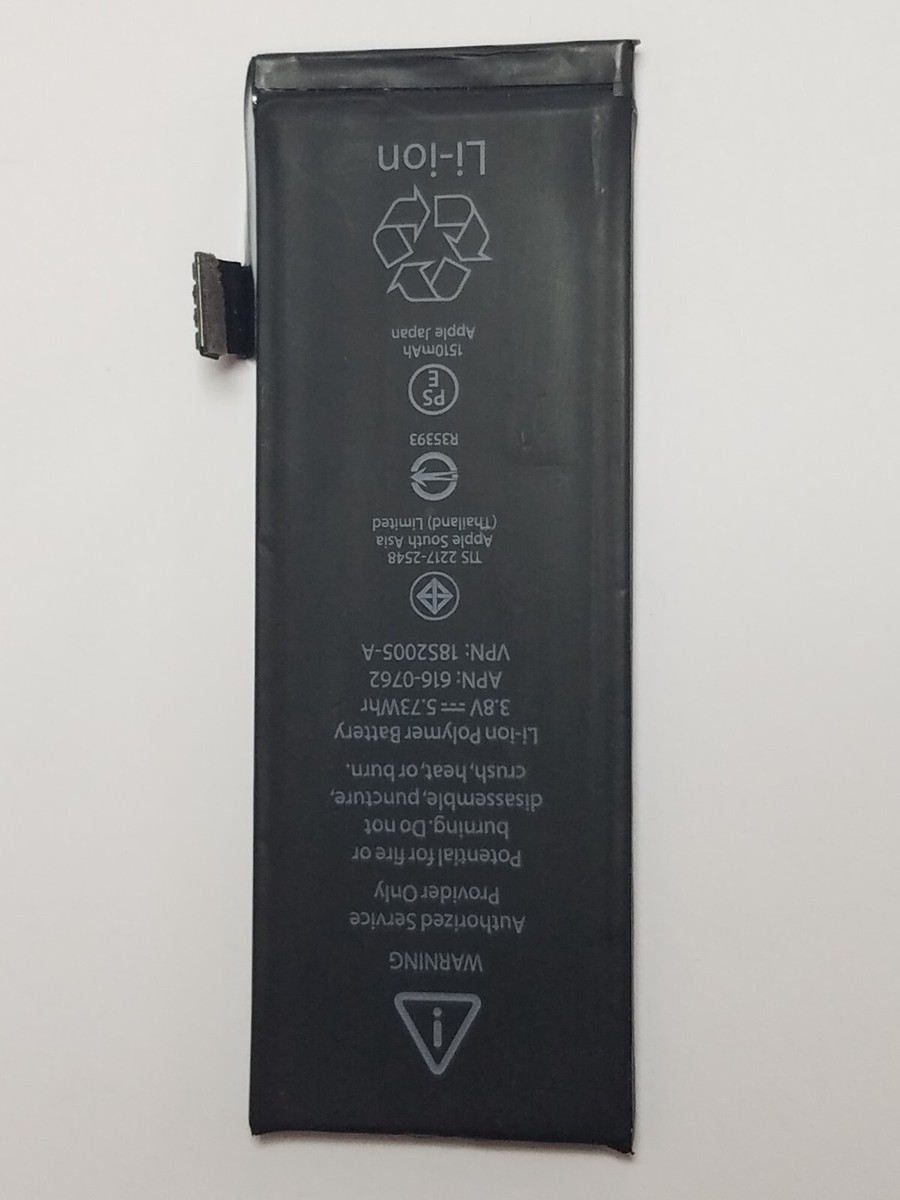 WARNING
Authorized Service
Provider Only
Potential for fire or
burning. Do not
disassemble, puncture,
crush, heat, or burn.
Li-ion Polymer Battery
3.8V ⎓ 5.73Whr
APN: 616-0762
VPN: 18S2005-A
TIS 2217-2548
Apple South Asia
(Thailand) Limited
R35393
PS
E
1510mAh
Apple Japan
Li-ion